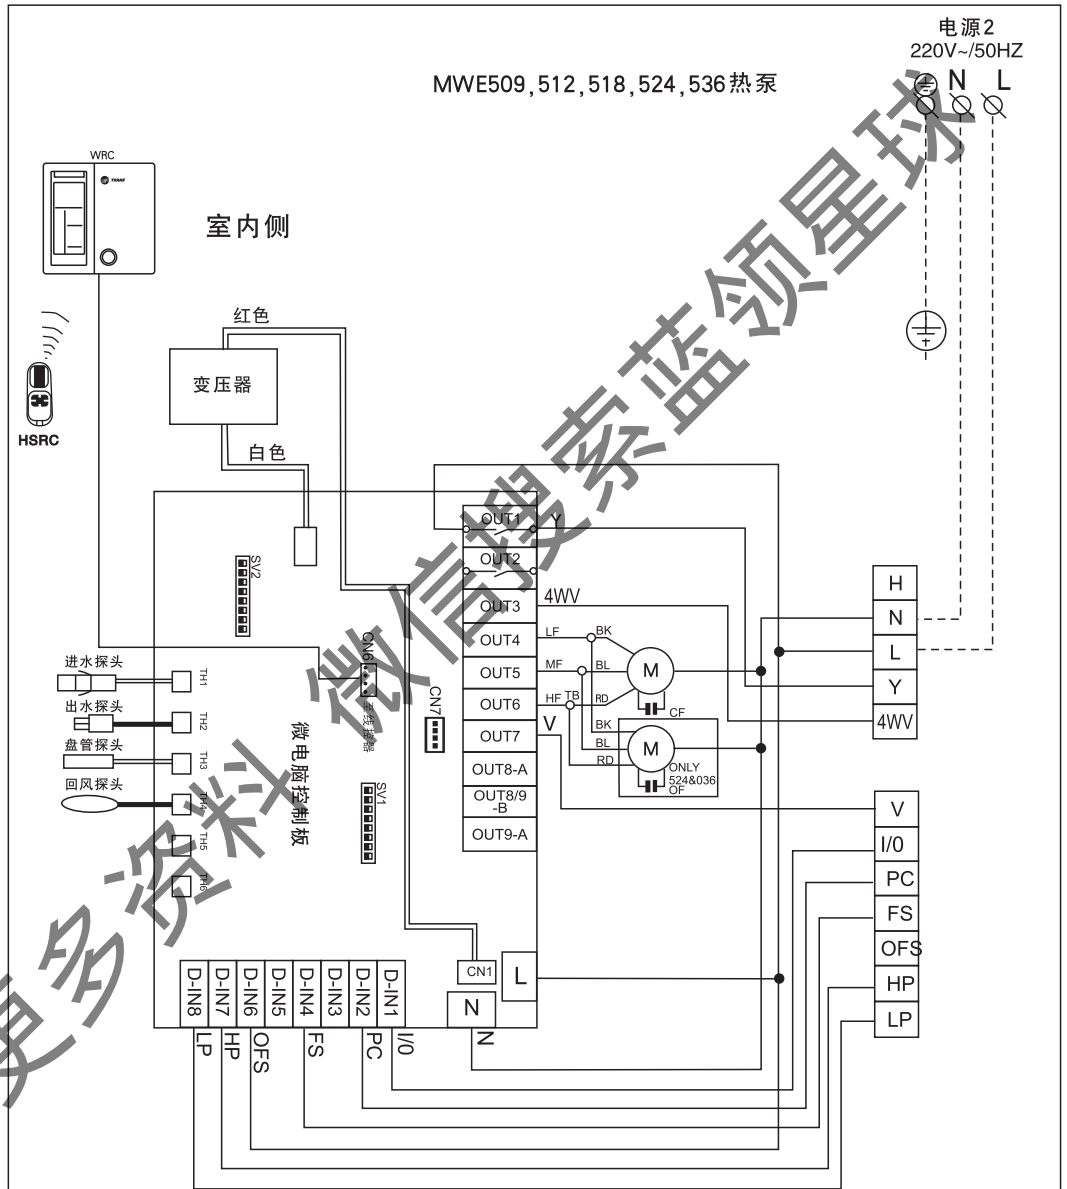 电源2
220V~/50HZ
N L
MWE509,512,518,524,536热泵
WRC
TRANE
室内侧
HSRC
红色
变压器
白色
SV2
OUT1
Y
OUT2
OUT3
4WV
OUT4
LF
BK
OUT5
MF
BL
M
OUT6
HF
TB
RD
CF
OUT7
V
BK
BL
RD
M
ONLY
524&036
OF
OUT8-A
OUT8/9
-B
OUT9-A
CN6
CN7
SV1
微电脑控制板
进水探头
TH1
出水探头
TH2
盘管探头
TH3
回风探头
TH4
TH5
TH6
H
N
L
Y
4WV
V
I/0
PC
FS
OFS
HP
LP
CN1
L
N
N
D-IN8
D-IN7
D-IN6
D-IN5
D-IN4
D-IN3
D-IN2
D-IN1
LP
HP
OFS
FS
PC
I/0
更多资料 微信搜索蓝领星球